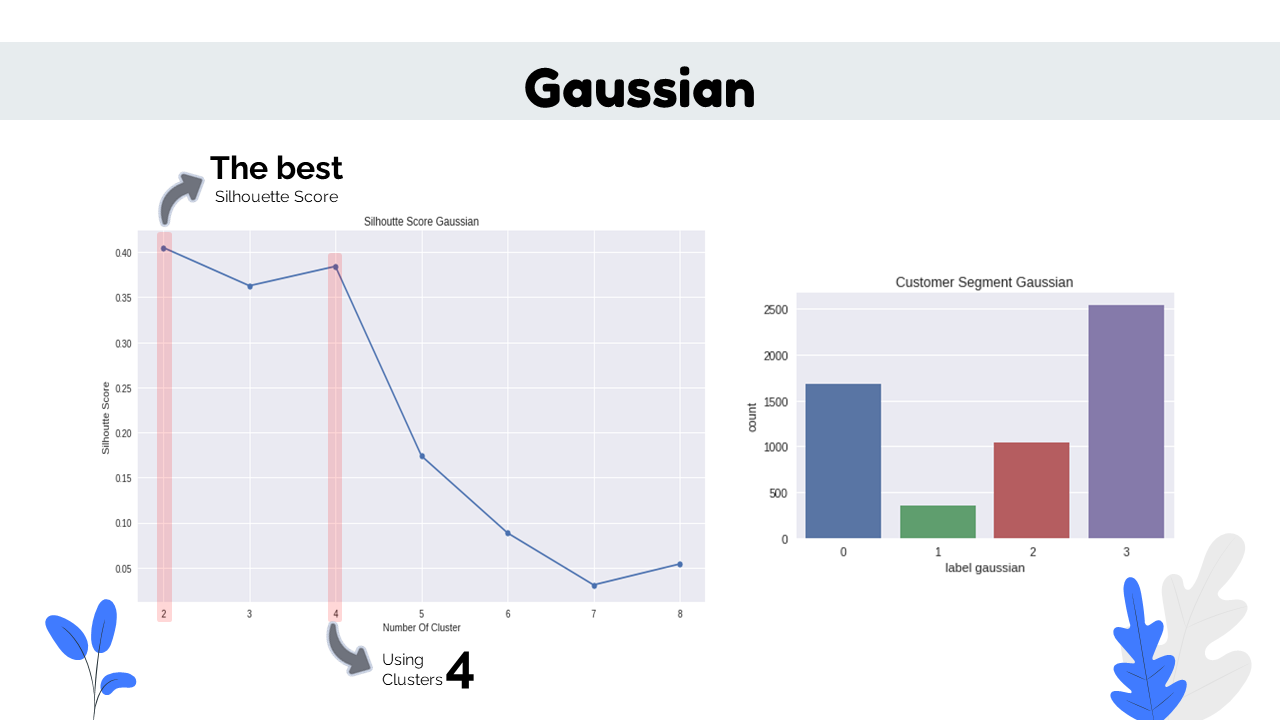 Gaussian
The best
Silhouette Score
Silhoutte Score Gaussian
0.40
0.35
0.30
0.25
0.20
0.15
0.10
0.05
Silhoutte Score
2 3 4 5 6 7 8
Number Of Cluster
Using
Clusters 4
Customer Segment Gaussian
2500
2000
1500
1000
500
0
count
0 1 2 3
label gaussian